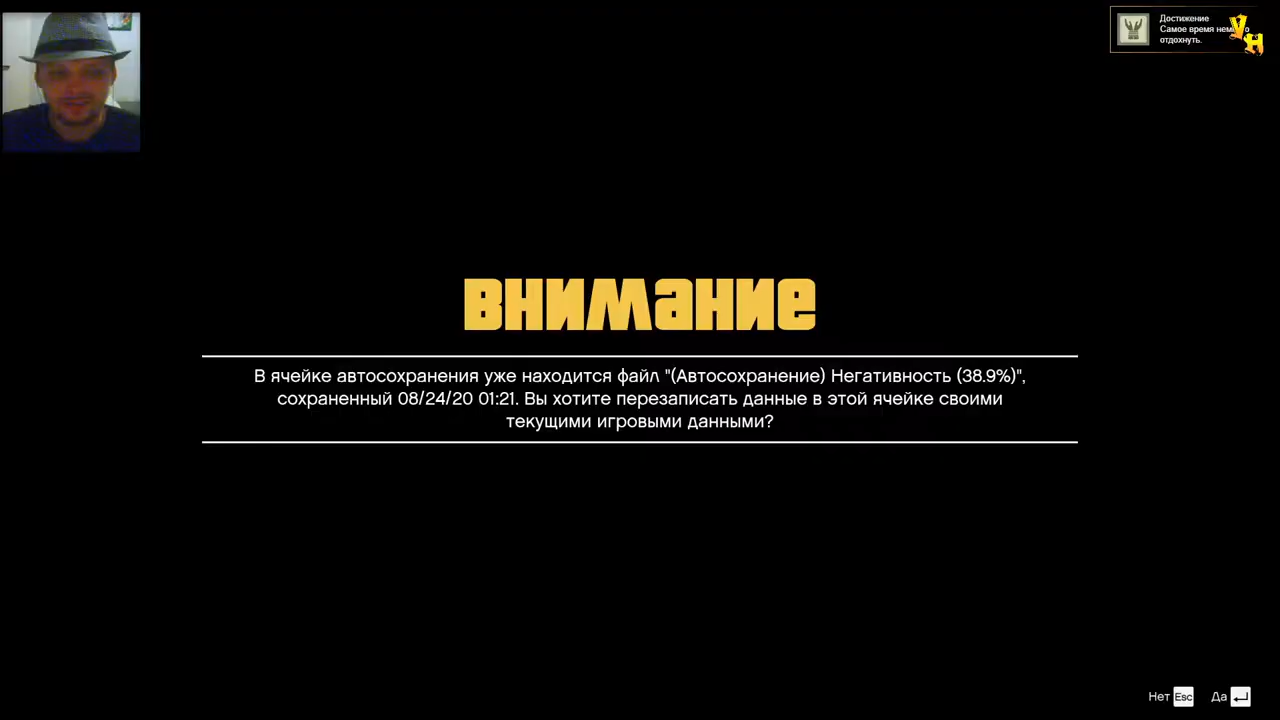 Достижение
Самое время
отдохнуть.
УН
внимание
В ячейке автосохранения уже находится файл "(Автосохранение) Негативность (38.9%)",
сохраненный 08/24/20 01:21. Вы хотите перезаписать данные в этой ячейке своими
текущими игровыми данными?
Нет Esc Да